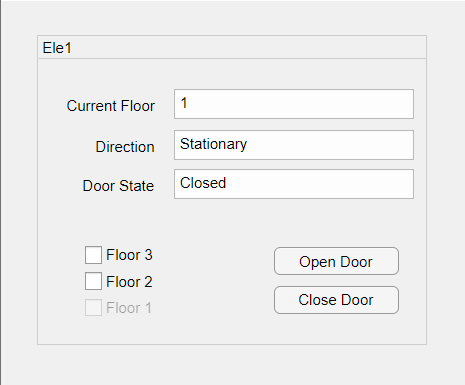 Ele1
Current Floor 1
Direction Stationary
Door State Closed
Floor 3
Floor 2
Floor 1
Open Door
Close Door